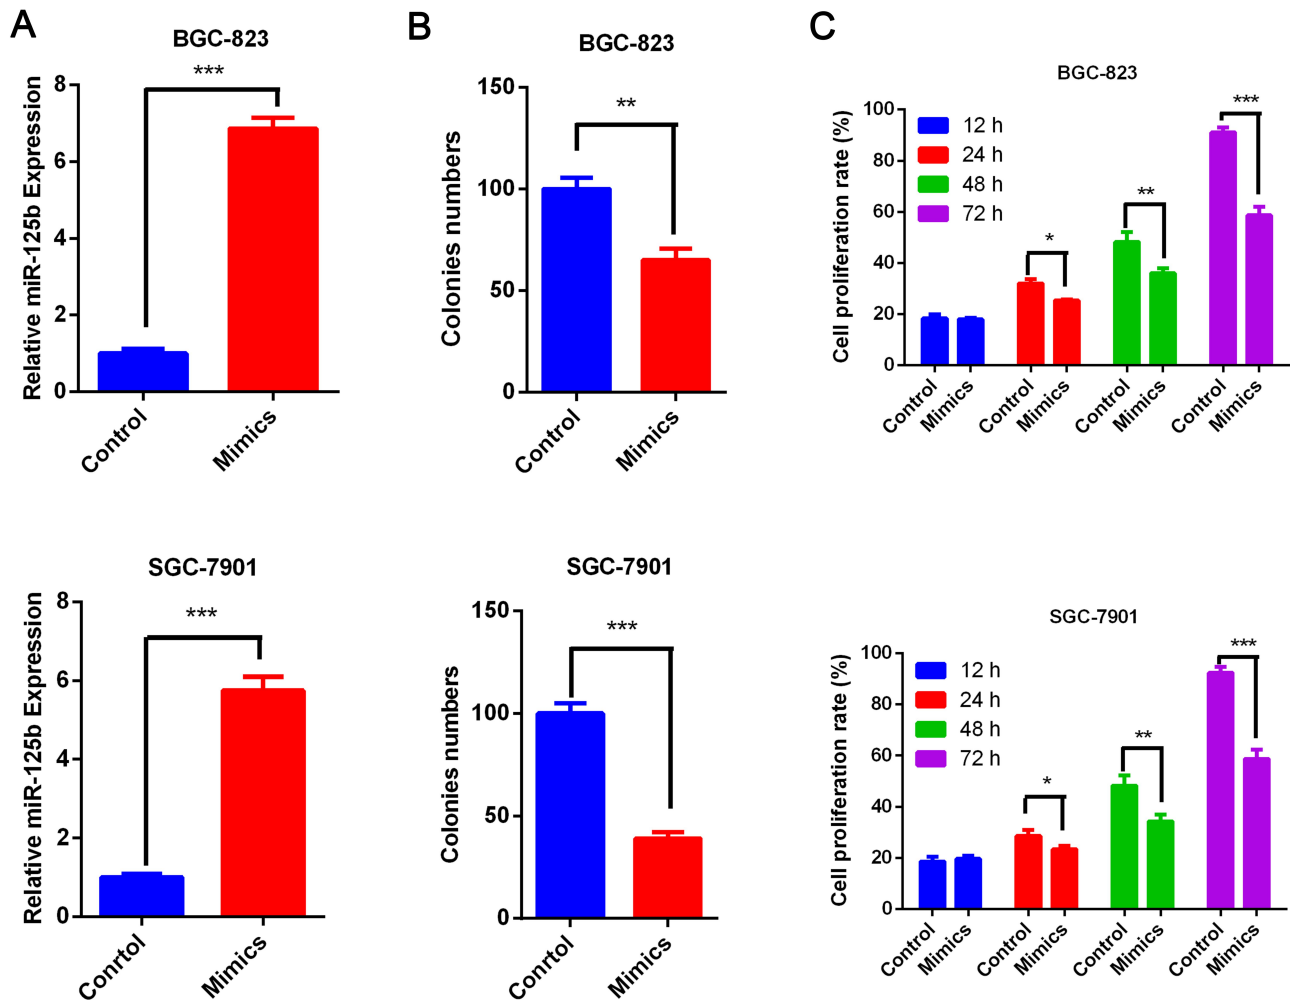 A
BGC-823
***
Relative miR-125b Expression
8
6
4
2
0
Control
Mimics
B
BGC-823
**
Colonies numbers
150
100
50
0
Control
Mimics
C
BGC-823
***
**
*
Cell proliferation rate (%)
100
80
60
40
20
0
12 h
24 h
48 h
72 h
Control
Mimics
Control
Mimics
Control
Mimics
Control
Mimics
SGC-7901
***
Relative miR-125b Expression
8
6
4
2
0
Conrtol
Mimics
SGC-7901
***
Colonies numbers
150
100
50
0
Conrtol
Mimics
SGC-7901
***
**
*
Cell proliferation rate (%)
100
80
60
40
20
0
12 h
24 h
48 h
72 h
Control
Mimics
Control
Mimics
Control
Mimics
Control
Mimics